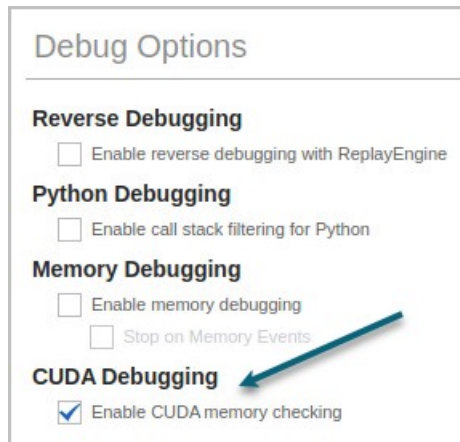 Debug Options
Reverse Debugging
Enable reverse debugging with ReplayEngine
Python Debugging
Enable call stack filtering for Python
Memory Debugging
Enable memory debugging
Stop on Memory Events
CUDA Debugging
Enable CUDA memory checking